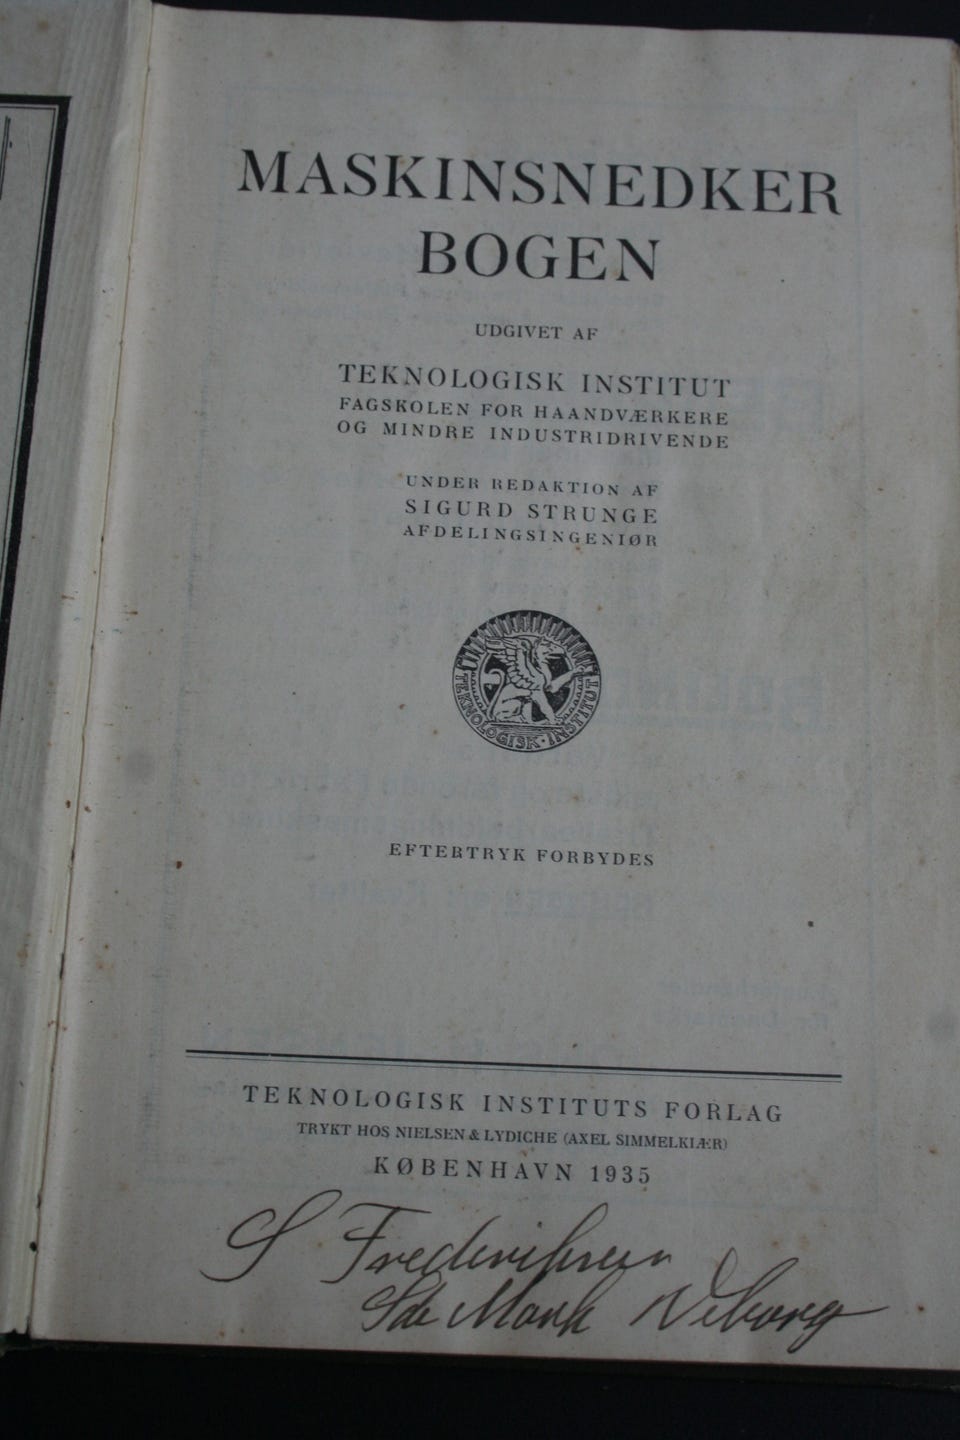 MASKINSNEDKER
BOGEN
UDGIVET AF
TEKNOLOGISK INSTITUT
FAGSKOLEN FOR HAANDVÆRKERE
OG MINDRE INDUSTRIDRIVENDE
UNDER REDAKTION AF
SIGURD STRUNGE
AFDELINGSINGENIØR
TEKNOLOGISK · INSTITUT
EFTERTRYK FORBYDES
TEKNOLOGISK INSTITUTS FORLAG
TRYKT HOS NIELSEN & LYDICHE (AXEL SIMMELKIÆR)
KØBENHAVN 1935
S Frederiksen
Mark Viborg